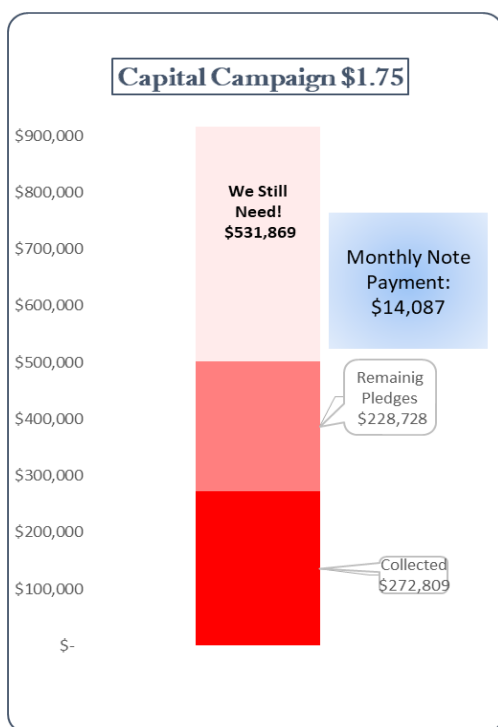 Capital Campaign $1.75
$900,000
$800,000
$700,000
$600,000
$500,000
$400,000
$300,000
$200,000
$100,000
$-
We Still
Need!
$531,869
Monthly Note
Payment:
$14,087
Remainig
Pledges
$228,728
Collected
$272,809